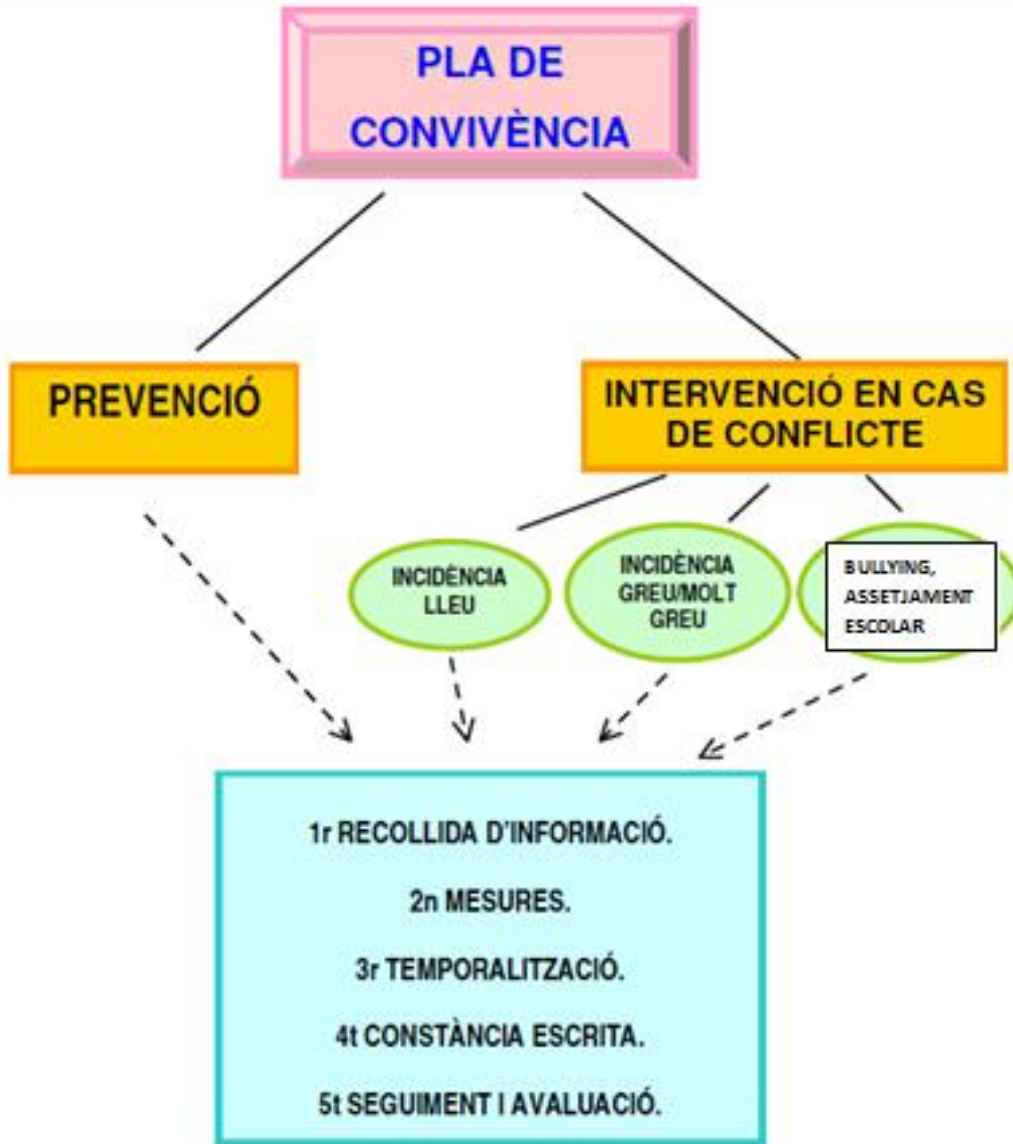 PLA DE
CONVIVÈNCIA
PREVENCIÓ
INTERVENCIÓ EN CAS
DE CONFLICTE
INCIDÈNCIA
LLEU
INCIDÈNCIA
GREU/MOLT
GREU
BULLYING,
ASSETJAMENT
ESCOLAR
1r RECOLLIDA D'INFORMACIÓ.
2n MESURES.
3r TEMPORALITZACIÓ.
4t CONSTÀNCIA ESCRITA.
5t SEGUIMENT I AVALUACIÓ.